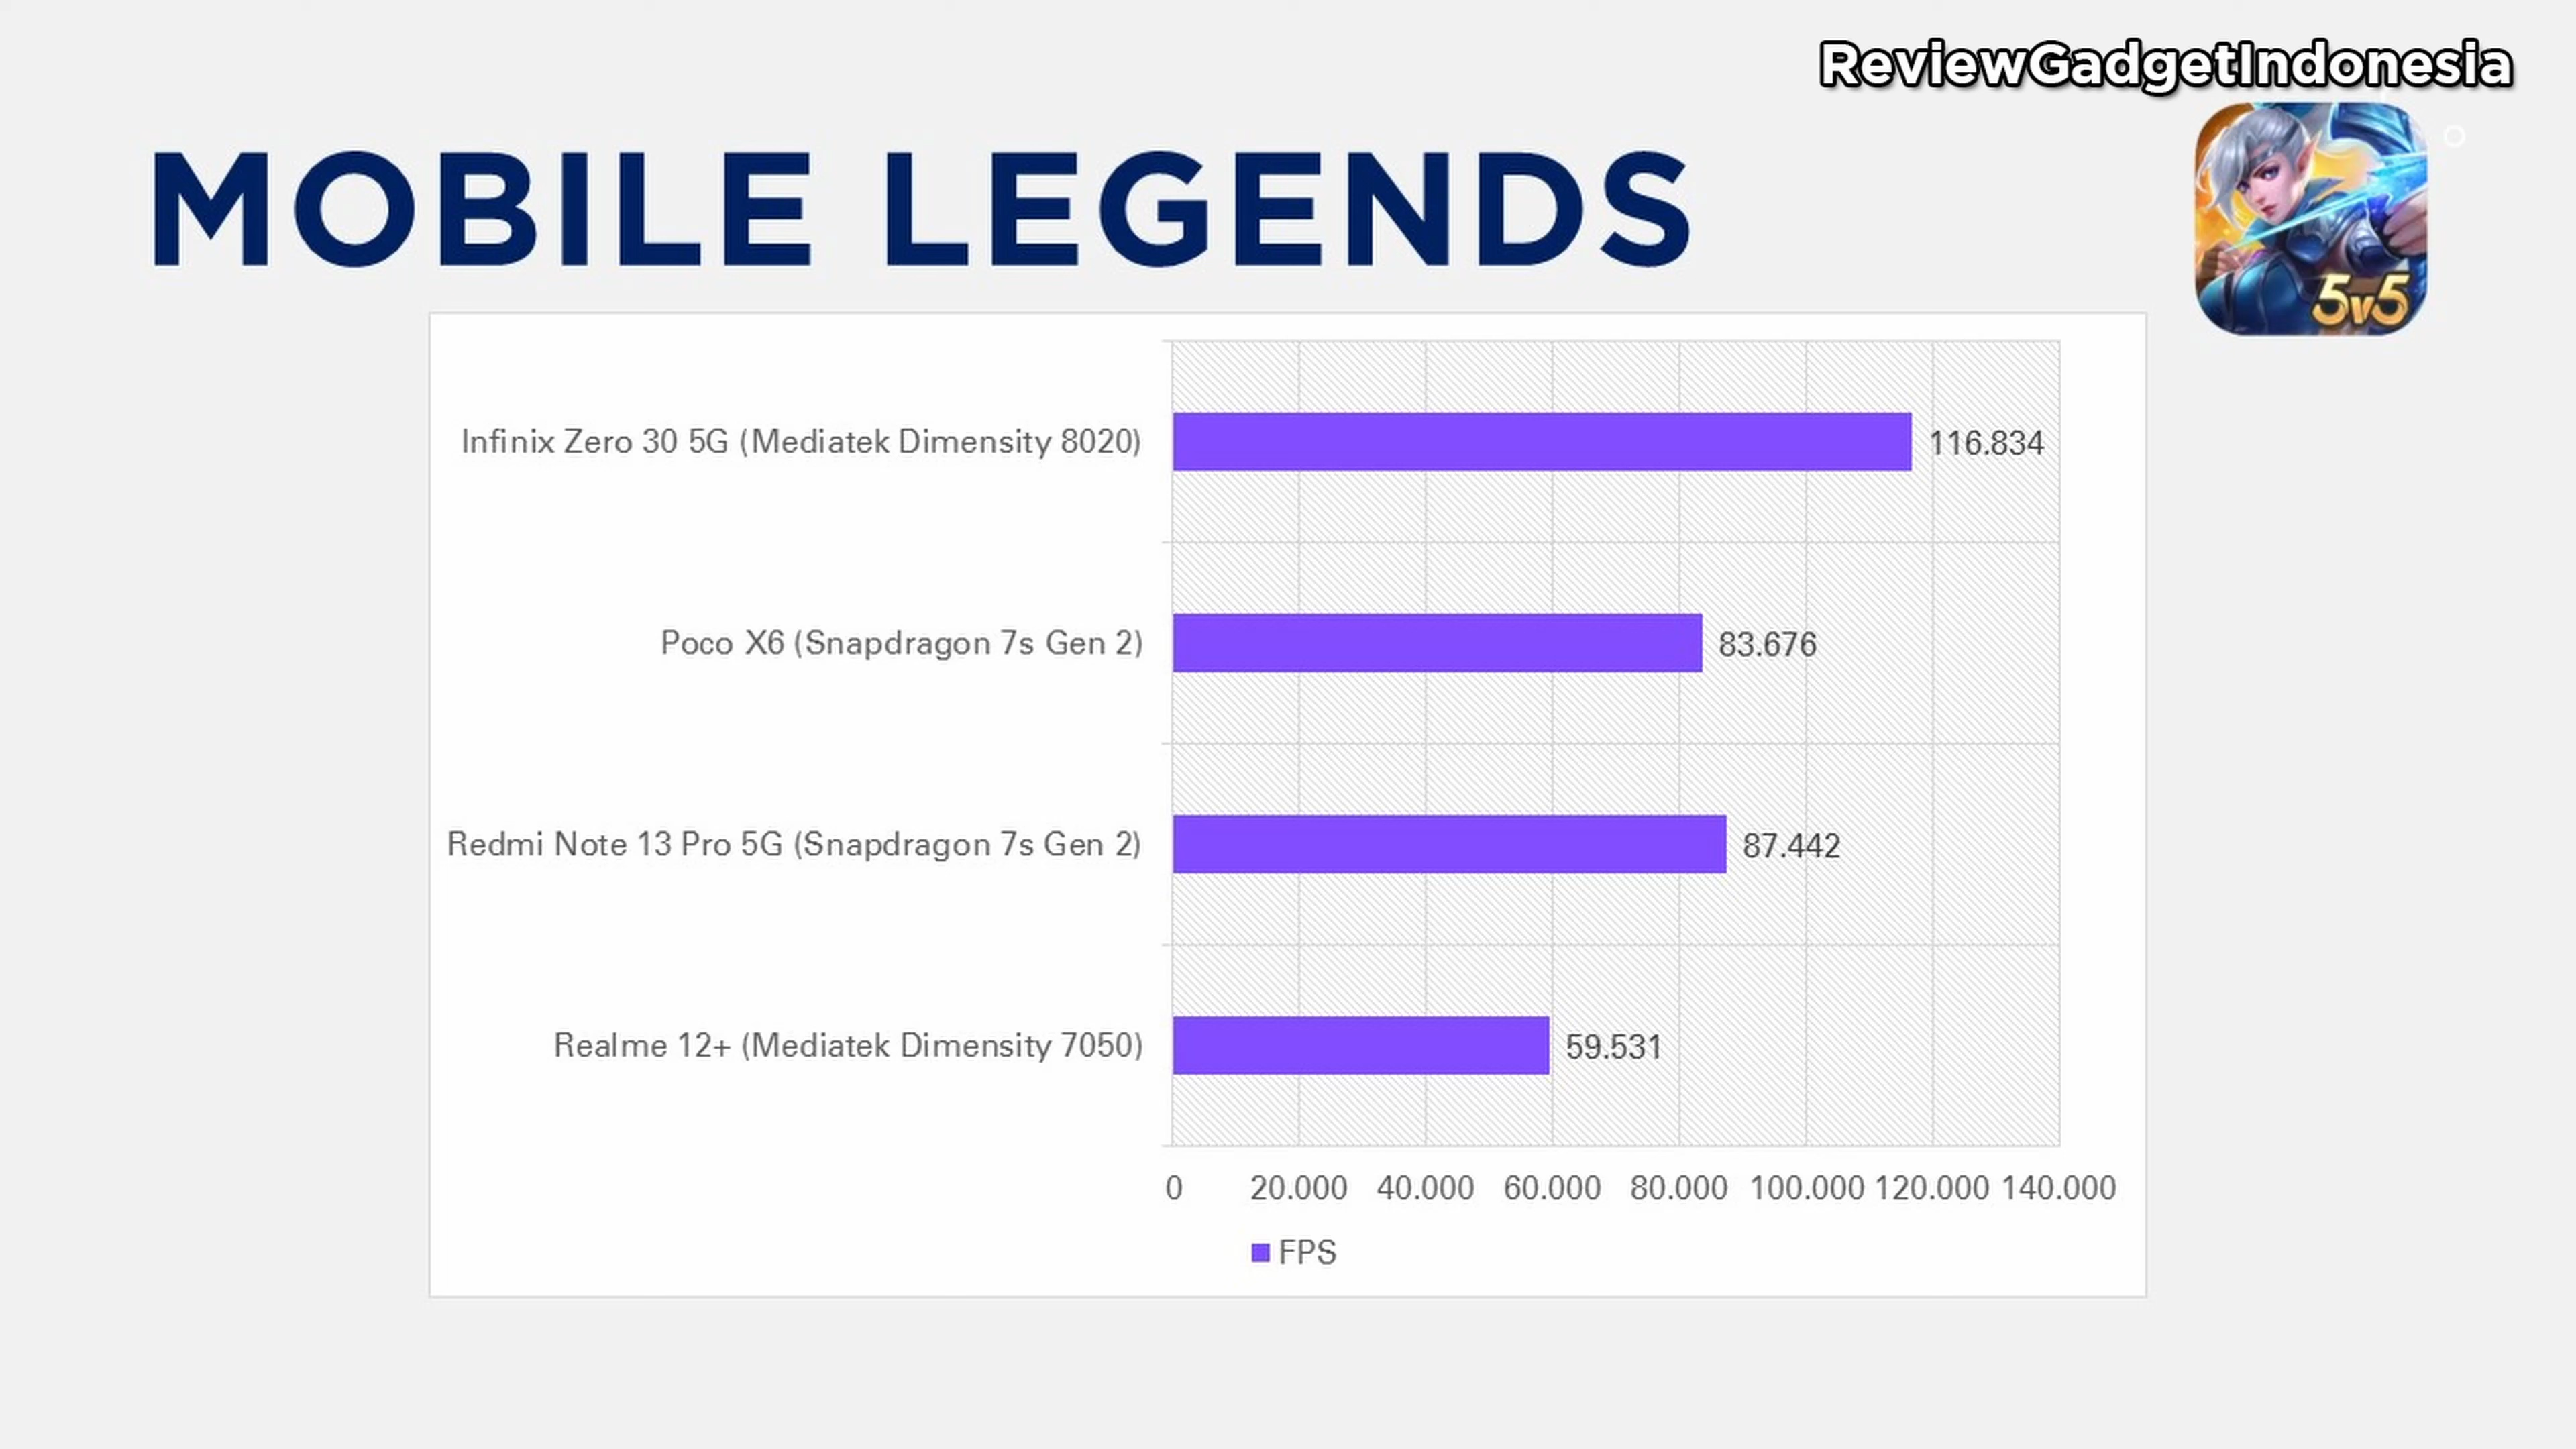 ReviewGadgetIndonesia
MOBILE LEGENDS
5v5
Infinix Zero 30 5G (Mediatek Dimensity 8020)
116.834
Poco X6 (Snapdragon 7s Gen 2)
83.676
Redmi Note 13 Pro 5G (Snapdragon 7s Gen 2)
87.442
Realme 12+ (Mediatek Dimensity 7050)
59.531
0 20.000 40.000 60.000 80.000 100.000 120.000 140.000
FPS